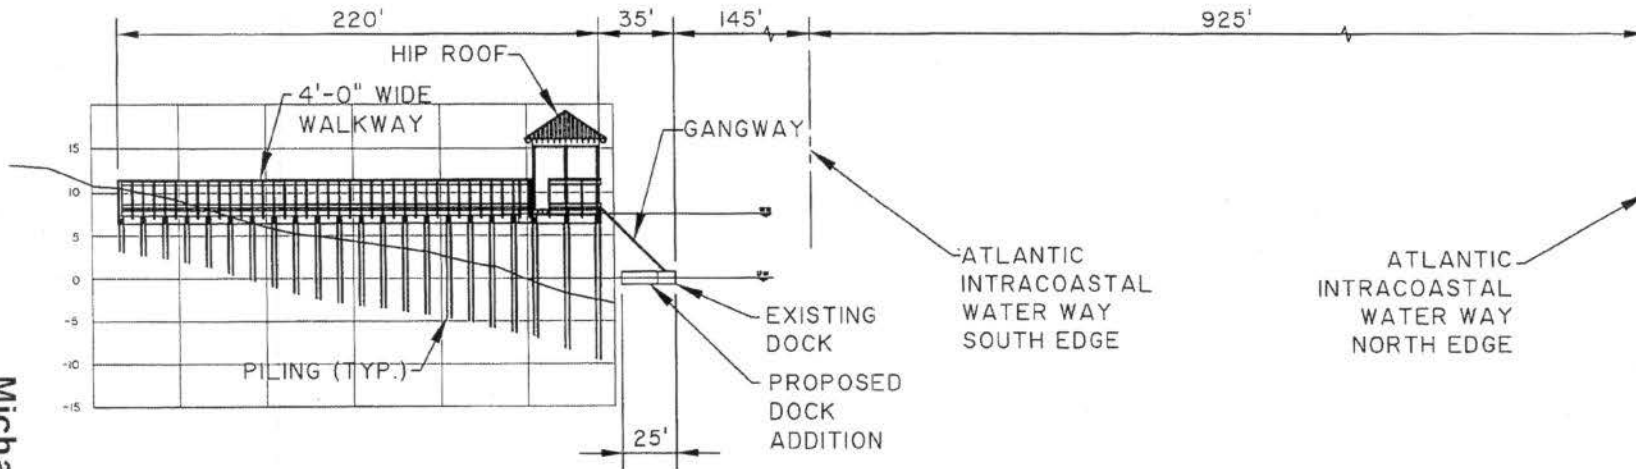 220'
35'
145'
925'
HIP ROOF
4'-0" WIDE
WALKWAY
GANGWAY
15
10
5
0
-5
-10
-15
PILING (TYP.)
ATLANTIC
INTRACOASTAL
WATER WAY
SOUTH EDGE
ATLANTIC
INTRACOASTAL
WATER WAY
NORTH EDGE
EXISTING
DOCK
PROPOSED
DOCK
ADDITION
25'
Micha